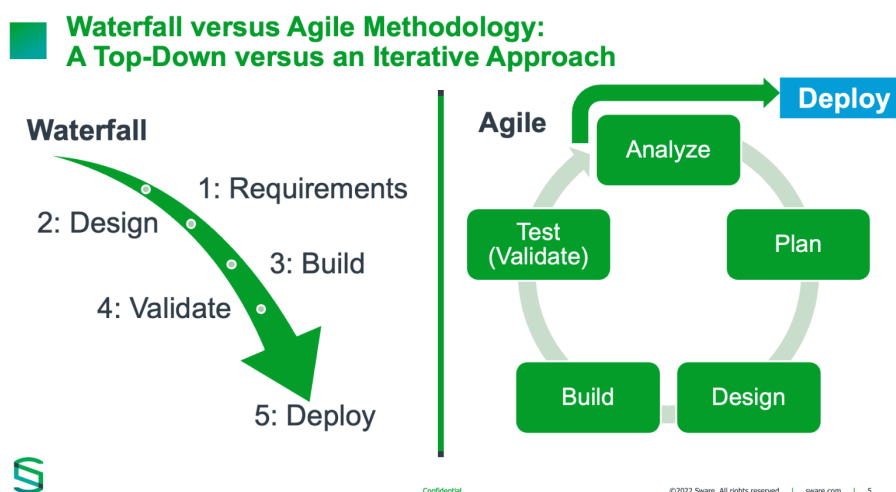 Waterfall versus Agile Methodology:
A Top-Down versus an Iterative Approach
Waterfall
1: Requirements
2: Design
3: Build
4: Validate
5: Deploy
Agile
Deploy
Analyze
Plan
Design
Build
Test
(Validate)
Confidential
©2022 Sware. All rights reserved | sware.com | 5